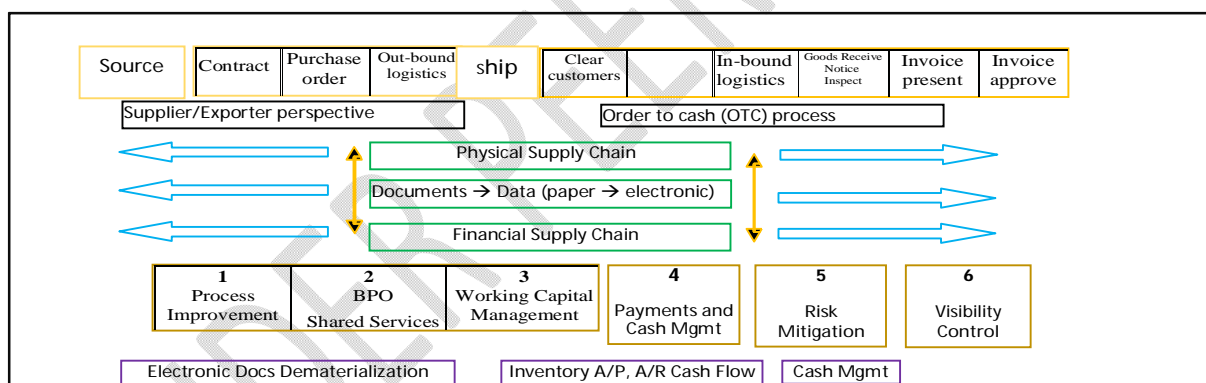 Source
Contract
Purchase
order
Out-bound
logistics
ship
Clear
customers
In-bound
logistics
Goods Receive
Notice
Inspect
Invoice
present
Invoice
approve
Supplier/Exporter perspective
Order to cash (OTC) process
Physical Supply Chain
Documents → Data (paper → electronic)
Financial Supply Chain
1
Process
Improvement
2
BPO
Shared Services
3
Working Capital
Management
4
Payments and
Cash Mgmt
5
Risk
Mitigation
6
Visibility
Control
Electronic Docs Dematerialization
Inventory A/P, A/R Cash Flow
Cash Mgmt
UNDER PEER